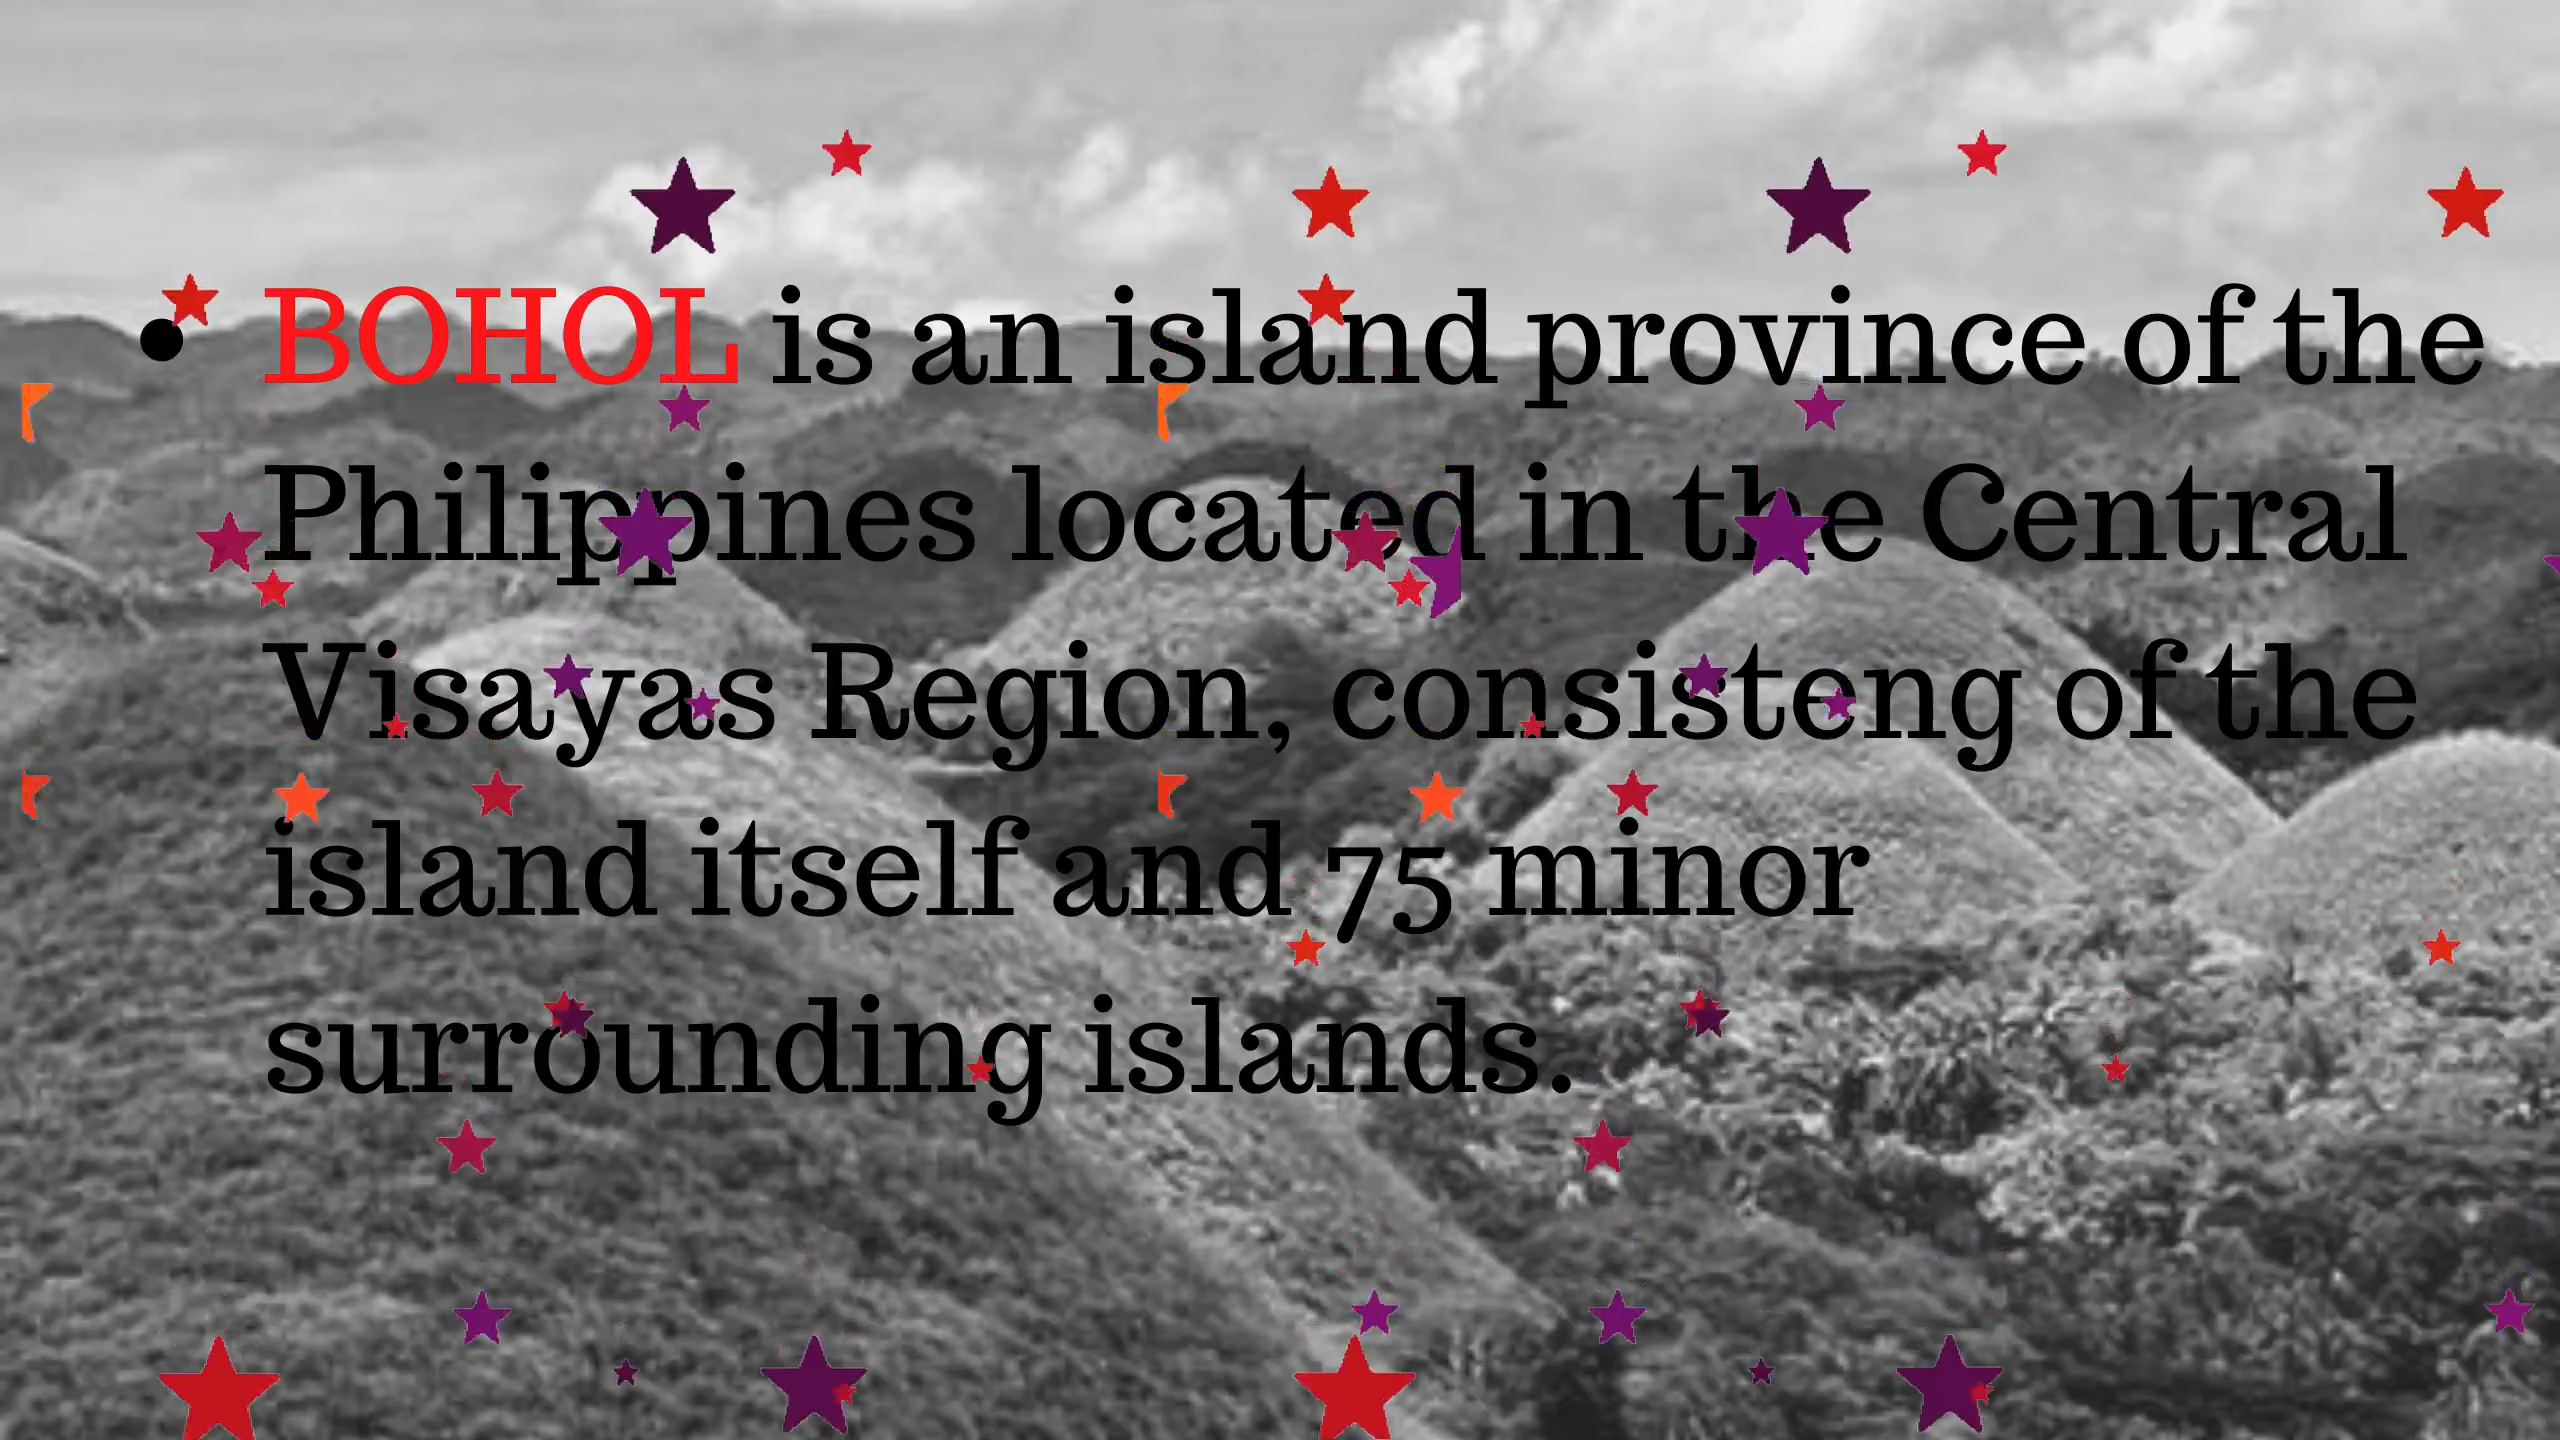 • BOHOL is an island province of the
Philippines located in the Central
Visayas Region, consisteng of the
island itself and 75 minor
surrounding islands.